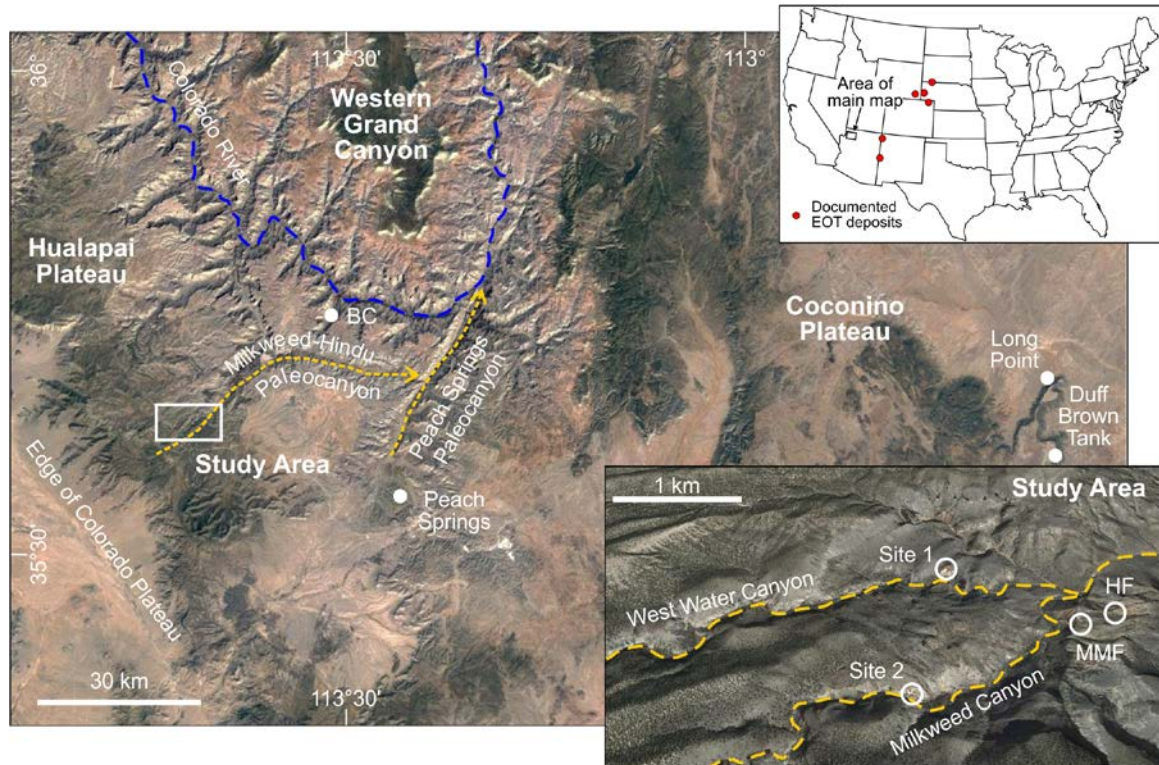 113°30'
113°
36°
Colorado River
Western
Grand
Canyon
Hualapai
Plateau
BC
Milkweed-Hindu
Paleocanyon
Peach Springs
Paleocanyon
Study Area
Peach
Springs
Edge of Colorado Plateau
35°30'
30 km
113°30'
Coconino
Plateau
Long
Point
Duff
Brown
Tank
Area of
main map
Documented
EOT deposits
1 km
Study Area
Site 1
West Water Canyon
HF
MMF
Site 2
Milkweed Canyon